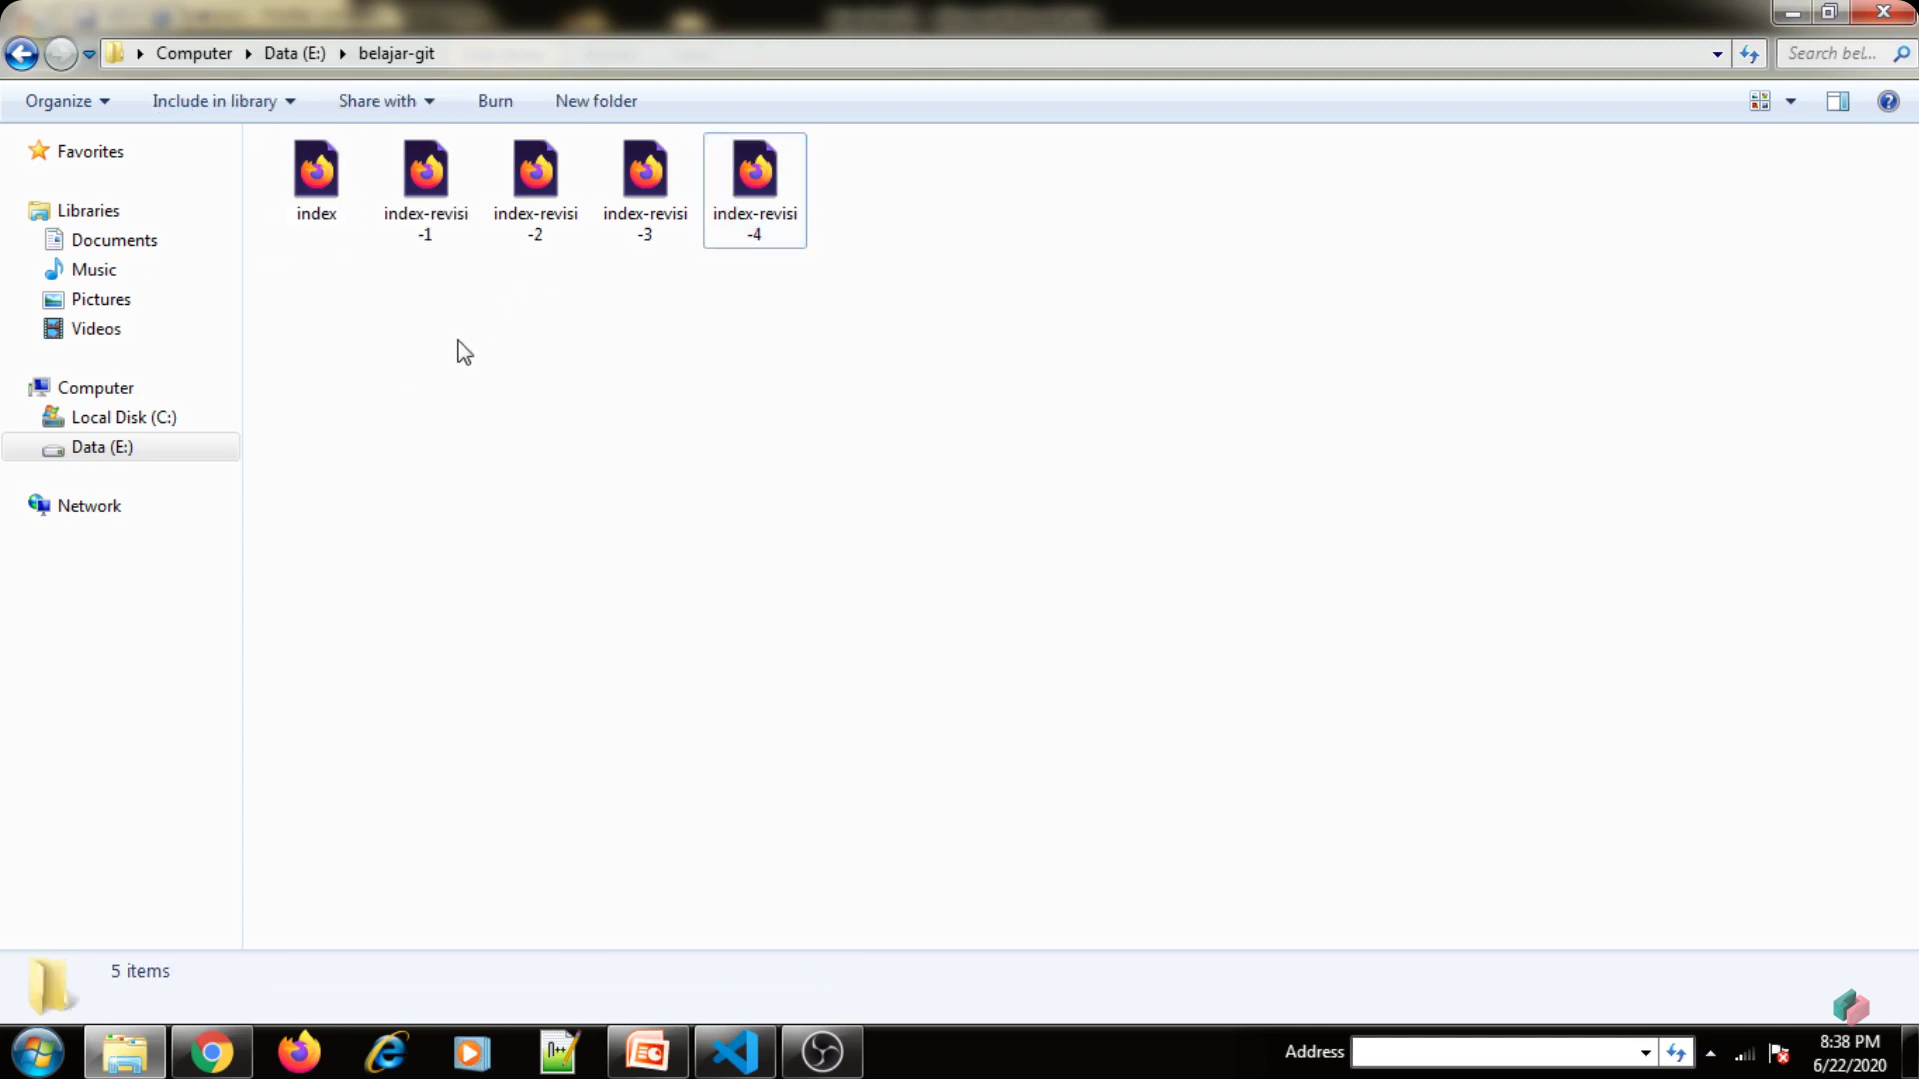 Computer
Data (E:)
belajar-git
Search bel...
Organize
Include in library
Share with
Burn
New folder
Favorites
Libraries
Documents
Music
Pictures
Videos
Computer
Local Disk (C:)
Data (E:)
Network
index
index-revisi
-1
index-revisi
-2
index-revisi
-3
index-revisi
-4
5 items
Address
8:38 PM
6/22/2020